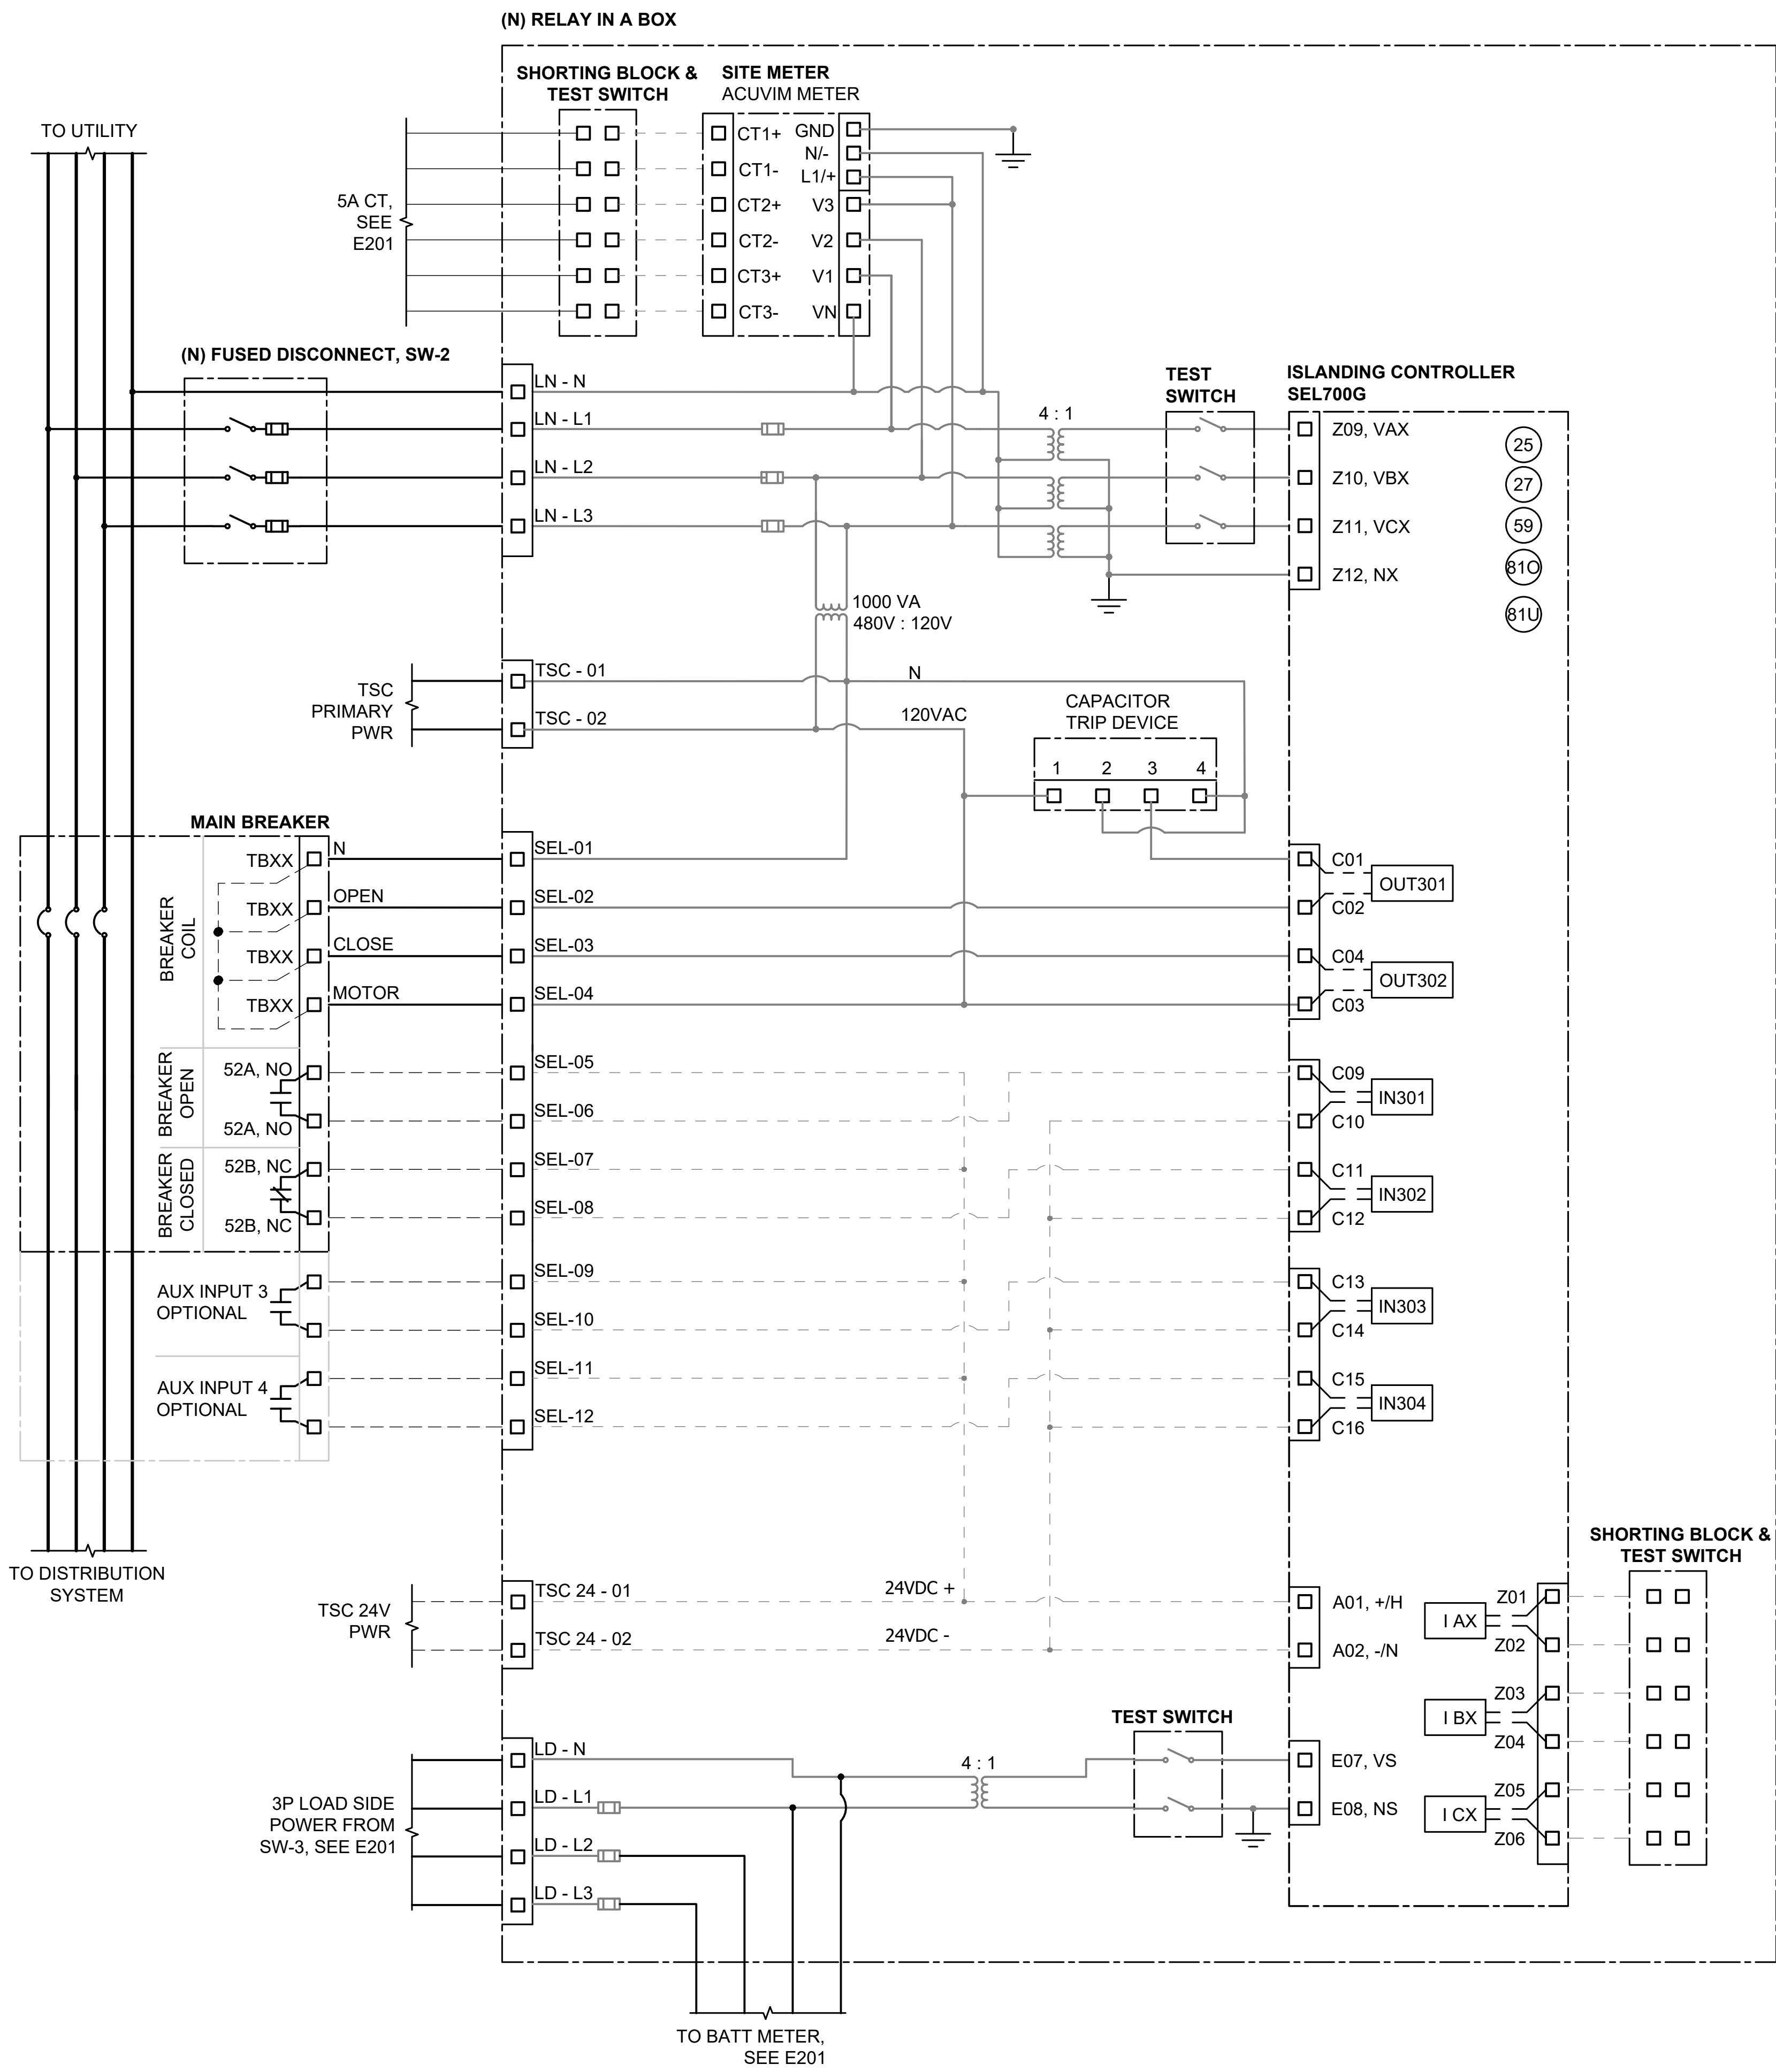 (N) RELAY IN A BOX
SHORTING BLOCK &
TEST SWITCH
SITE METER
ACUVIM METER
TO UTILITY
5A CT,
SEE
E201
CT1+
CT1-
CT2+
CT2-
CT3+
CT3-
GND
N/-
L1/+
V3
V2
V1
VN
(N) FUSED DISCONNECT, SW-2
LN - N
LN - L1
LN - L2
LN - L3
4 : 1
TEST
SWITCH
ISLANDING CONTROLLER
SEL700G
Z09, VAX
Z10, VBX
Z11, VCX
Z12, NX
25
27
59
81O
81U
1000 VA
480V : 120V
TSC
PRIMARY
PWR
TSC - 01
TSC - 02
N
120VAC
CAPACITOR
TRIP DEVICE
1
2
3
4
MAIN BREAKER
BREAKER
COIL
TBXX
TBXX
TBXX
TBXX
N
OPEN
CLOSE
MOTOR
SEL-01
SEL-02
SEL-03
SEL-04
C01
C02
C04
C03
OUT301
OUT302
BREAKER
OPEN
52A, NO
52A, NO
BREAKER
CLOSED
52B, NC
52B, NC
SEL-05
SEL-06
SEL-07
SEL-08
C09
C10
C11
C12
IN301
IN302
AUX INPUT 3
OPTIONAL
AUX INPUT 4
OPTIONAL
SEL-09
SEL-10
SEL-11
SEL-12
C13
C14
C15
C16
IN303
IN304
TO DISTRIBUTION
SYSTEM
TSC 24V
PWR
TSC 24 - 01
TSC 24 - 02
24VDC +
24VDC -
A01, +/H
A02, -/N
SHORTING BLOCK &
TEST SWITCH
I AX
I BX
I CX
Z01
Z02
Z03
Z04
Z05
Z06
3P LOAD SIDE
POWER FROM
SW-3, SEE E201
LD - N
LD - L1
LD - L2
LD - L3
4 : 1
TEST SWITCH
E07, VS
E08, NS
TO BATT METER,
SEE E201